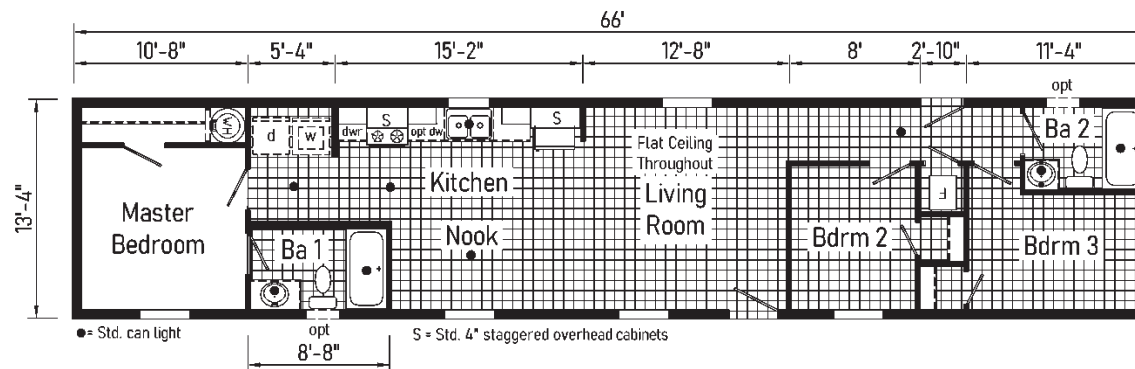 66'
10'-8" 5'-4" 15'-2" 12'-8" 8' 2'-10" 11'-4"
opt
13'-4"
WH
d w
dwr S opt dw S
Flat Ceiling
Throughout
Living
Room
Kitchen
Nook
Master
Bedroom
Ba 1
Bdrm 2
F
Ba 2
Bdrm 3
●= Std. can light
opt
S = Std. 4" staggered overhead cabinets
8'-8"